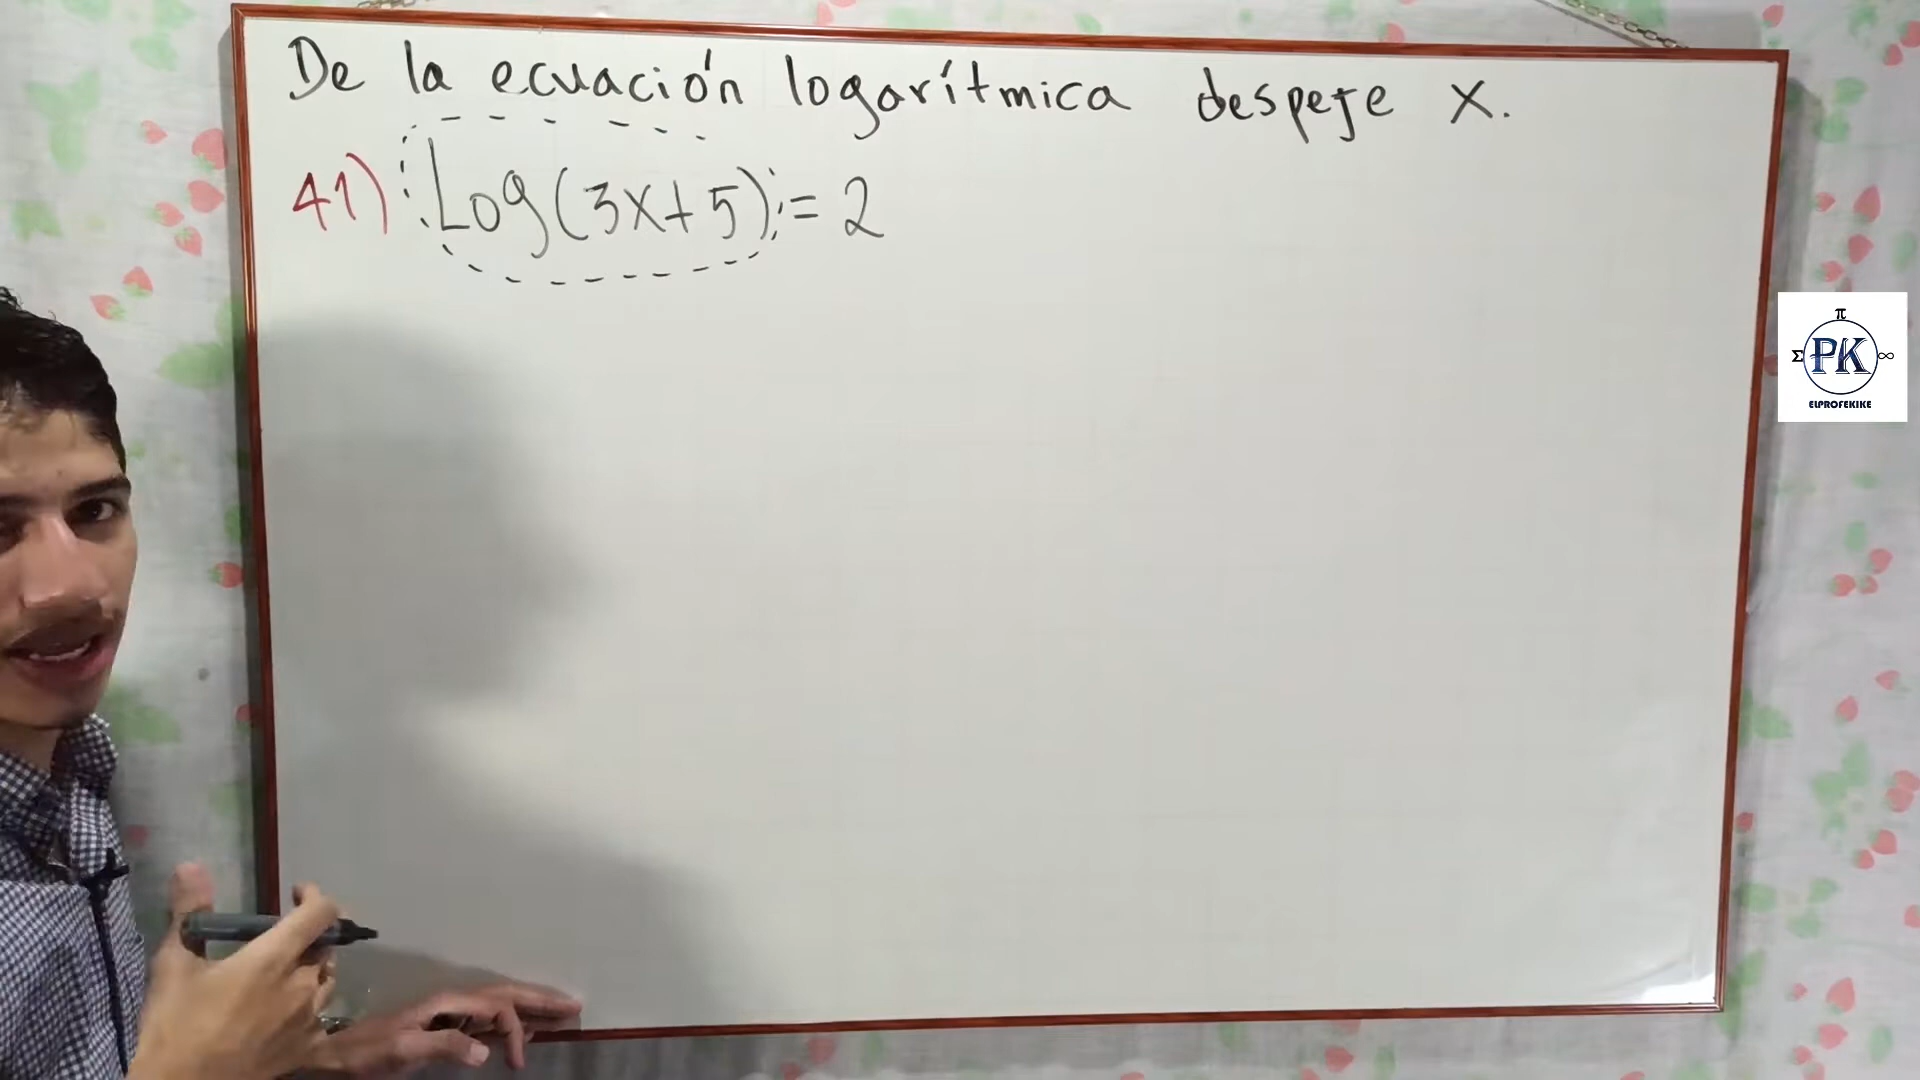 De la ecuación logarítmica despeje X.
41) Log(3X+5) = 2
π
Σ PK ∞
ELPROFEKIKE